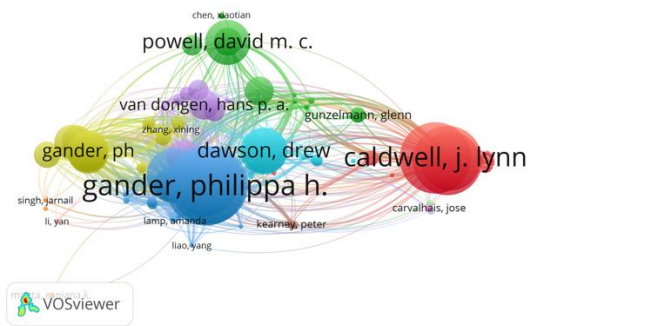 chen, xiaotian
powell, david m. c.
van dongen, hans p. a.
gunzelmann, glenn
zhang, xining
gander, ph
dawson, drew
caldwell, j. lynn
gander, philippa h.
singh, jarnail
carvalhais, jose
li, yan
lamp, amanda
kearney, peter
liao, yang
VOSviewer